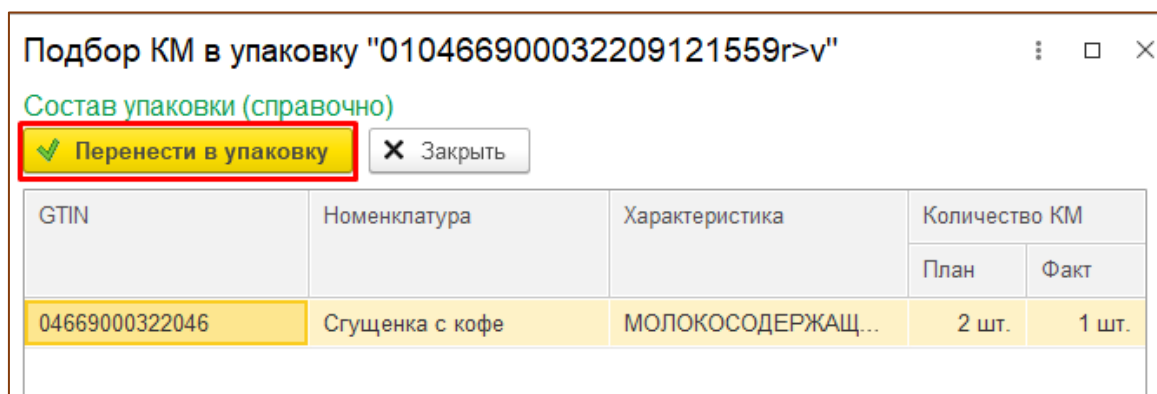 Подбор КМ в упаковку "010466900032209121559r>v"
Состав упаковки (справочно)
Перенести в упаковку Закрыть
GTIN Номенклатура Характеристика Количество КМ
План Факт
04669000322046 Сгущенка с кофе МОЛОКОСОДЕРЖАЩ... 2 шт. 1 шт.